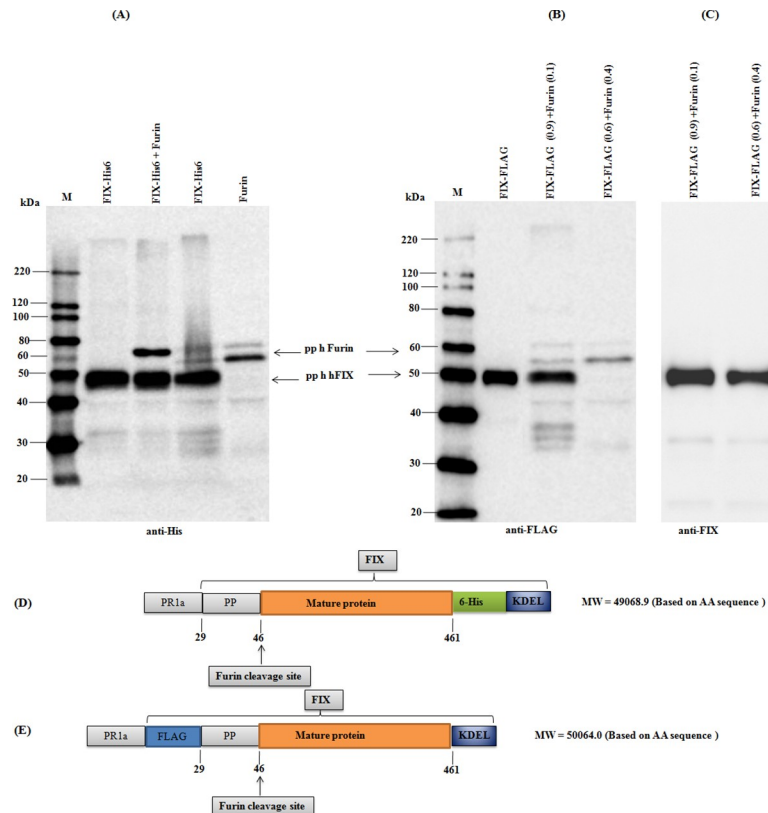 (A)
(B)
(C)
FIX-His6
FIX-His6 + Furin
FIX-His6
Furin
M
kDa
220
120
100
80
60
50
40
30
20
anti-His
pp h Furin
pp h hFIX
FIX-FLAG
FIX-FLAG (0.9) +Furin (0.1)
FIX-FLAG (0.6) +Furin (0.4)
M
kDa
220
120
100
80
60
50
40
30
20
anti-FLAG
FIX-FLAG (0.9) +Furin (0.1)
FIX-FLAG (0.6) +Furin (0.4)
anti-FIX
FIX
(D)
PR1a
PP
Mature protein
6-His
KDEL
MW = 49068.9 (Based on AA sequence )
29
46
461
Furin cleavage site
FIX
(E)
PR1a
FLAG
PP
Mature protein
KDEL
MW = 50064.0 (Based on AA sequence )
29
46
461
Furin cleavage site